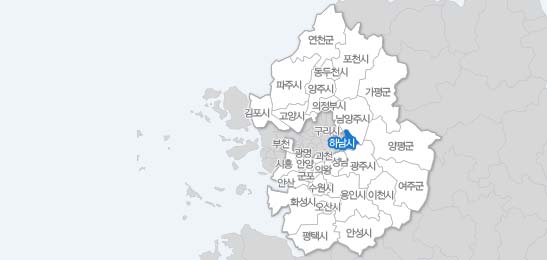 연천군
포천시
동두천시
파주시
양주시
가평군
의정부시
김포시
고양시
남양주시
구리시
하남시
부천
광명
과천
양평군
시흥
안양
의왕
성남
광주시
안산
군포
수원시
여주군
화성시
오산시
용인시
이천시
평택시
안성시